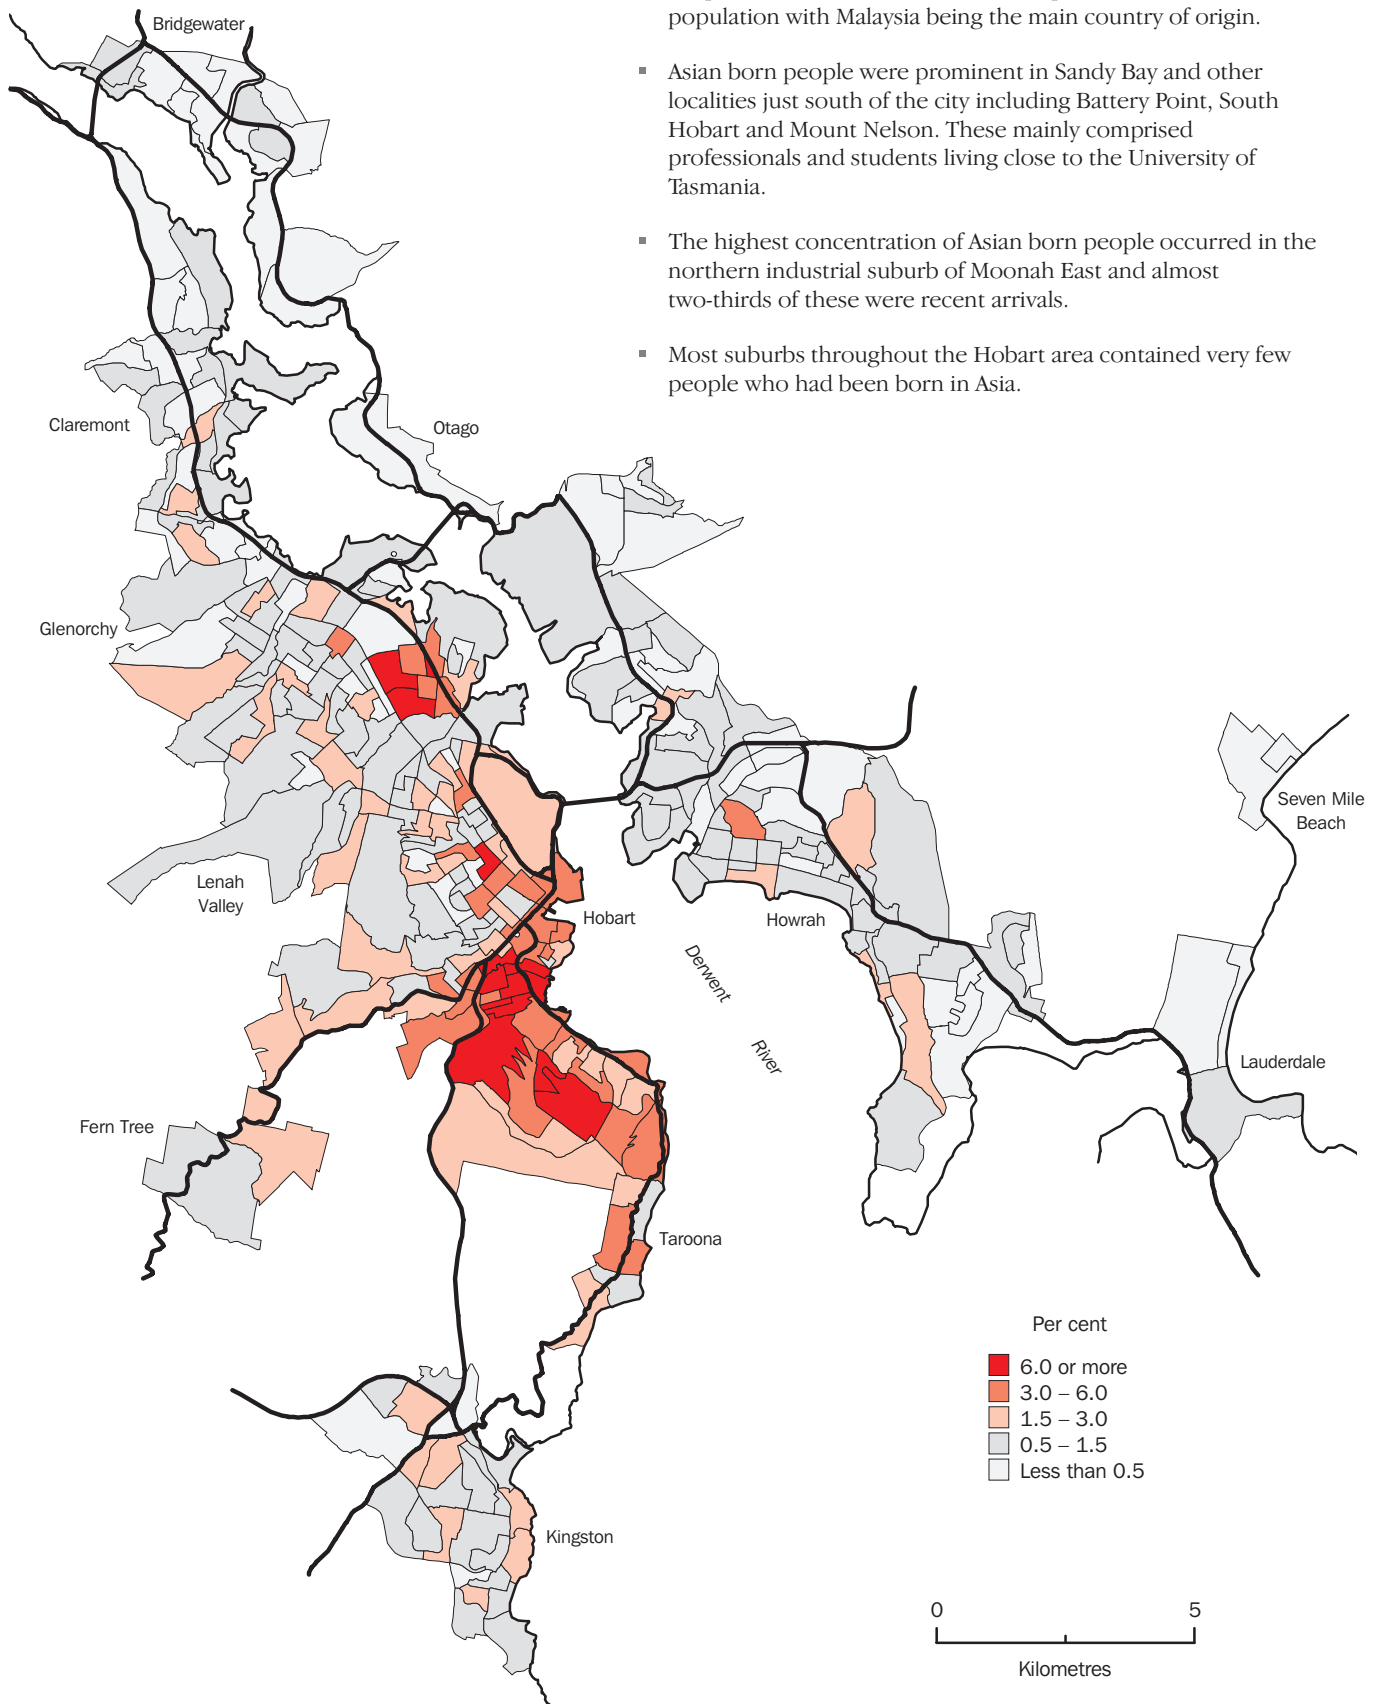 population with Malaysia being the main country of origin.
▪ Asian born people were prominent in Sandy Bay and other
localities just south of the city including Battery Point, South
Hobart and Mount Nelson. These mainly comprised
professionals and students living close to the University of
Tasmania.
▪ The highest concentration of Asian born people occurred in the
northern industrial suburb of Moonah East and almost
two-thirds of these were recent arrivals.
▪ Most suburbs throughout the Hobart area contained very few
people who had been born in Asia.
Bridgewater
Claremont
Otago
Glenorchy
Seven Mile
Beach
Lenah
Valley
Hobart
Howrah
Derwent
River
Lauderdale
Fern Tree
Taroona
Kingston
Per cent
6.0 or more
3.0 – 6.0
1.5 – 3.0
0.5 – 1.5
Less than 0.5
0 5
Kilometres